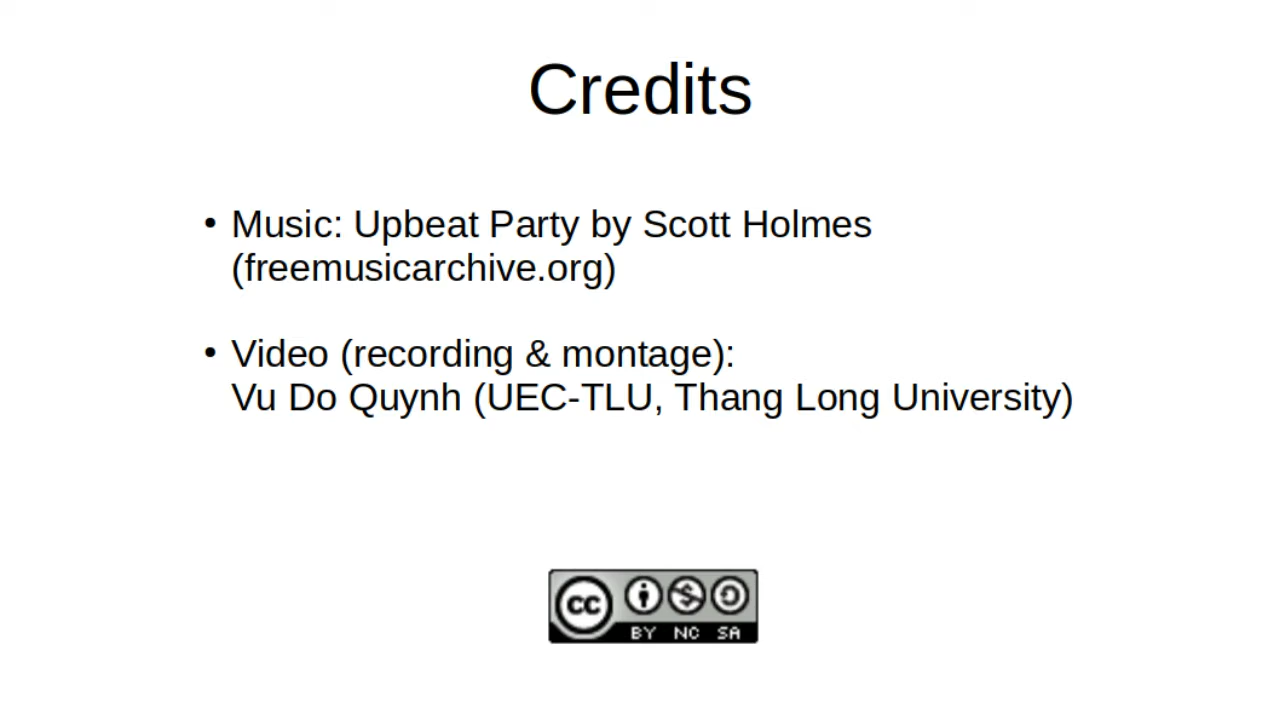 Credits
• Music: Upbeat Party by Scott Holmes
(freemusicarchive.org)
• Video (recording & montage):
Vu Do Quynh (UEC-TLU, Thang Long University)
cc
BY NC SA